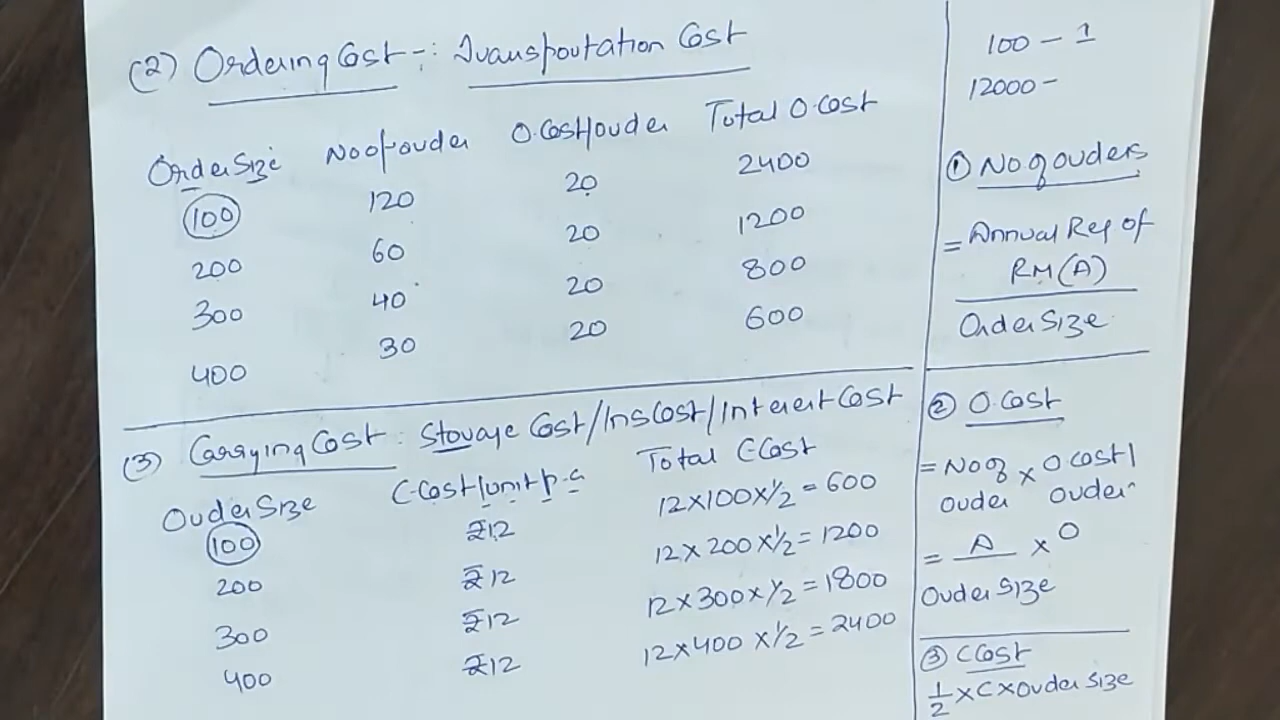 (2) Ordering Cost -: Transportation Cost
Order Size No of order O.Cost/order Total O.Cost
100 120 20 2400
200 60 20 1200
300 40 20 800
400 30 20 600
(3) Carrying Cost: Storage Cost/Ins Cost/Interest Cost
Order Size C-Cost/unit p.a Total C-Cost
100 ₹12 12×100×1/2 = 600
200 ₹12 12×200×1/2 = 1200
300 ₹12 12×300×1/2 = 1800
400 ₹12 12×400×1/2 = 2400
100 - 1
12000 -
① No of orders
= Annual Req of
RM (A)
Order Size
② O.Cost
= No of × O cost/
order order
= A × O
Order Size
③ C Cost
1/2 × C × Order Size